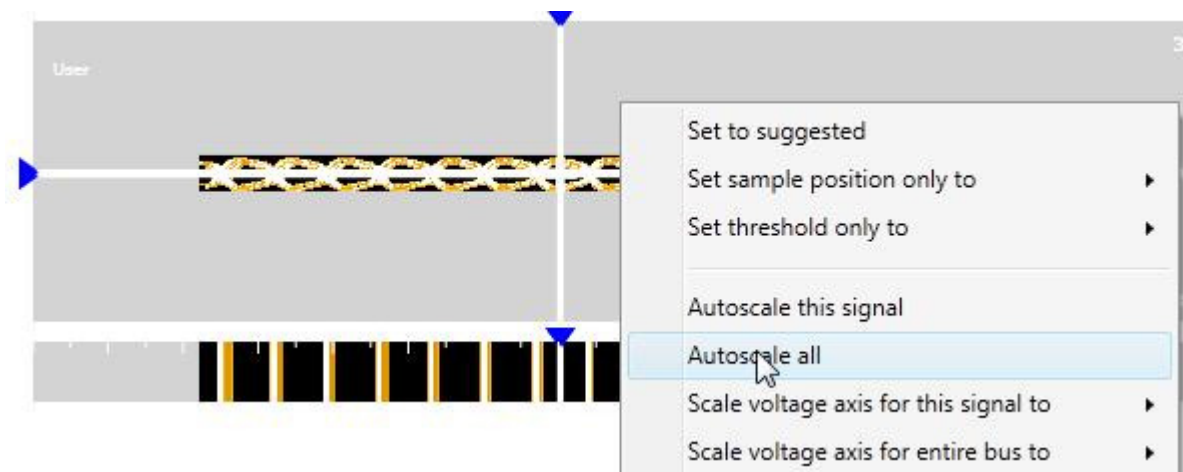 3
User
Set to suggested
Set sample position only to
Set threshold only to
Autoscale this signal
Autoscale all
Scale voltage axis for this signal to
Scale voltage axis for entire bus to